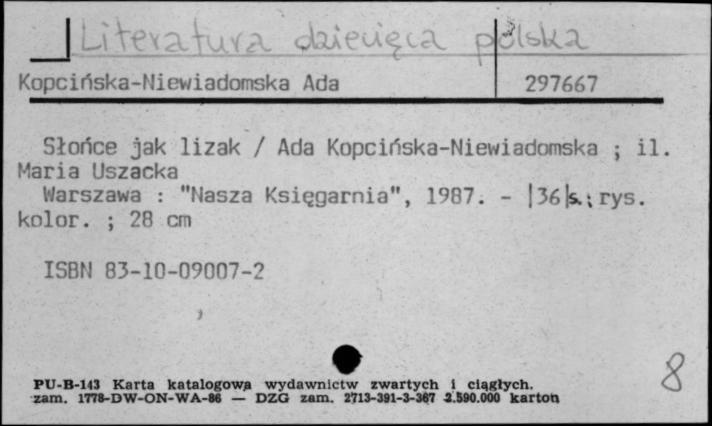 Literatura dziecięca polska
Kopcińska-Niewiadomska Ada 297667
Słońce jak lizak / Ada Kopcińska-Niewiadomska ; il.
Maria Uszacka
Warszawa : "Nasza Księgarnia", 1987. - |36|s.; rys.
kolor. ; 28 cm
ISBN 83-10-09007-2
8
PU-B-143 Karta katalogowa wydawnictw zwartych i ciągłych.
zam. 1778-DW-ON-WA-86 — DZG zam. 2713-391-3-367 2.590.000 karton